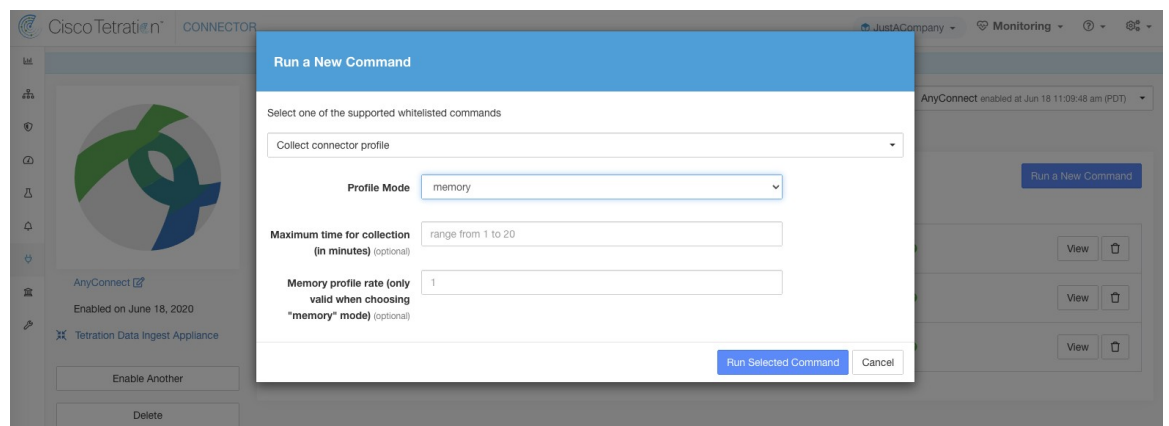 Cisco Tetration™ CONNECTOR
JustACompany
Monitoring
?
Run a New Command
AnyConnect enabled at Jun 18 11:09:48 am (PDT)
Select one of the supported whitelisted commands
Collect connector profile
Run a New Command
Profile Mode memory
Maximum time for collection
(in minutes) (optional)
range from 1 to 20
Memory profile rate (only
valid when choosing
"memory" mode) (optional)
1
View
View
View
Run Selected Command
Cancel
AnyConnect
Enabled on June 18, 2020
Tetration Data Ingest Appliance
Enable Another
Delete